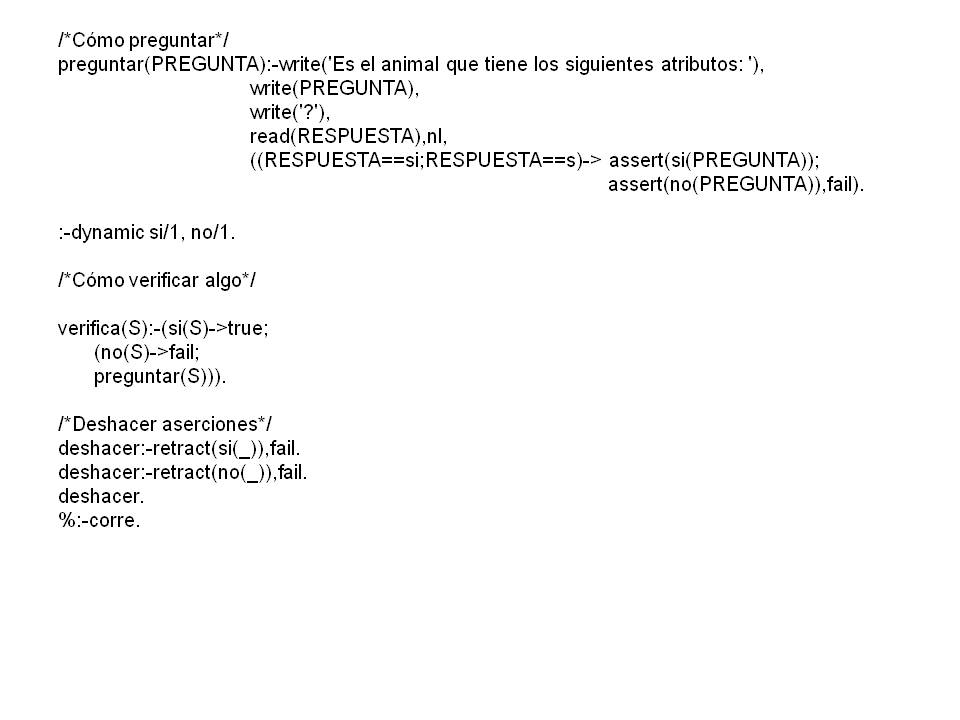 /*Cómo preguntar*/
preguntar(PREGUNTA):-write('Es el animal que tiene los siguientes atributos: '),
write(PREGUNTA),
write('?'),
read(RESPUESTA),nl,
((RESPUESTA==si;RESPUESTA==s)-> assert(si(PREGUNTA));
assert(no(PREGUNTA)),fail).
:-dynamic si/1, no/1.
/*Cómo verificar algo*/
verifica(S):-(si(S)->true;
(no(S)->fail;
preguntar(S))).
/*Deshacer aserciones*/
deshacer:-retract(si(_)),fail.
deshacer:-retract(no(_)),fail.
deshacer.
%:-corre.